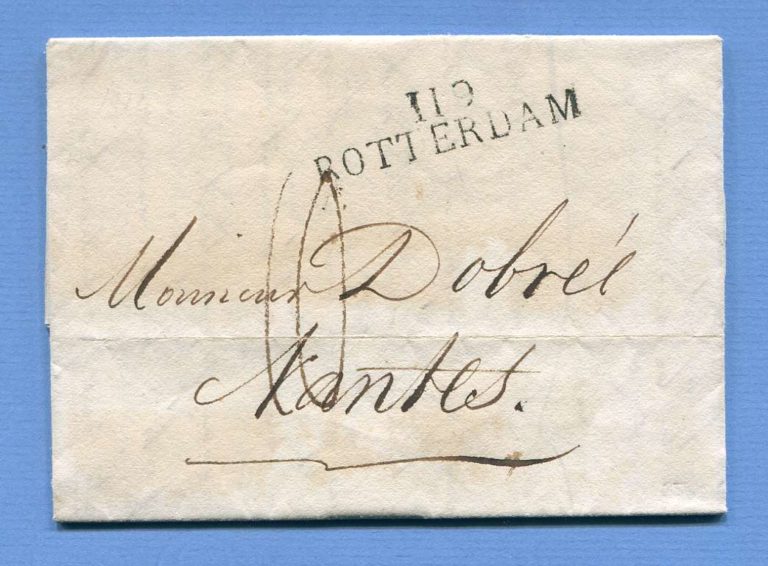 119
ROTTERDAM
Monsieur Dobrée
Nantes.